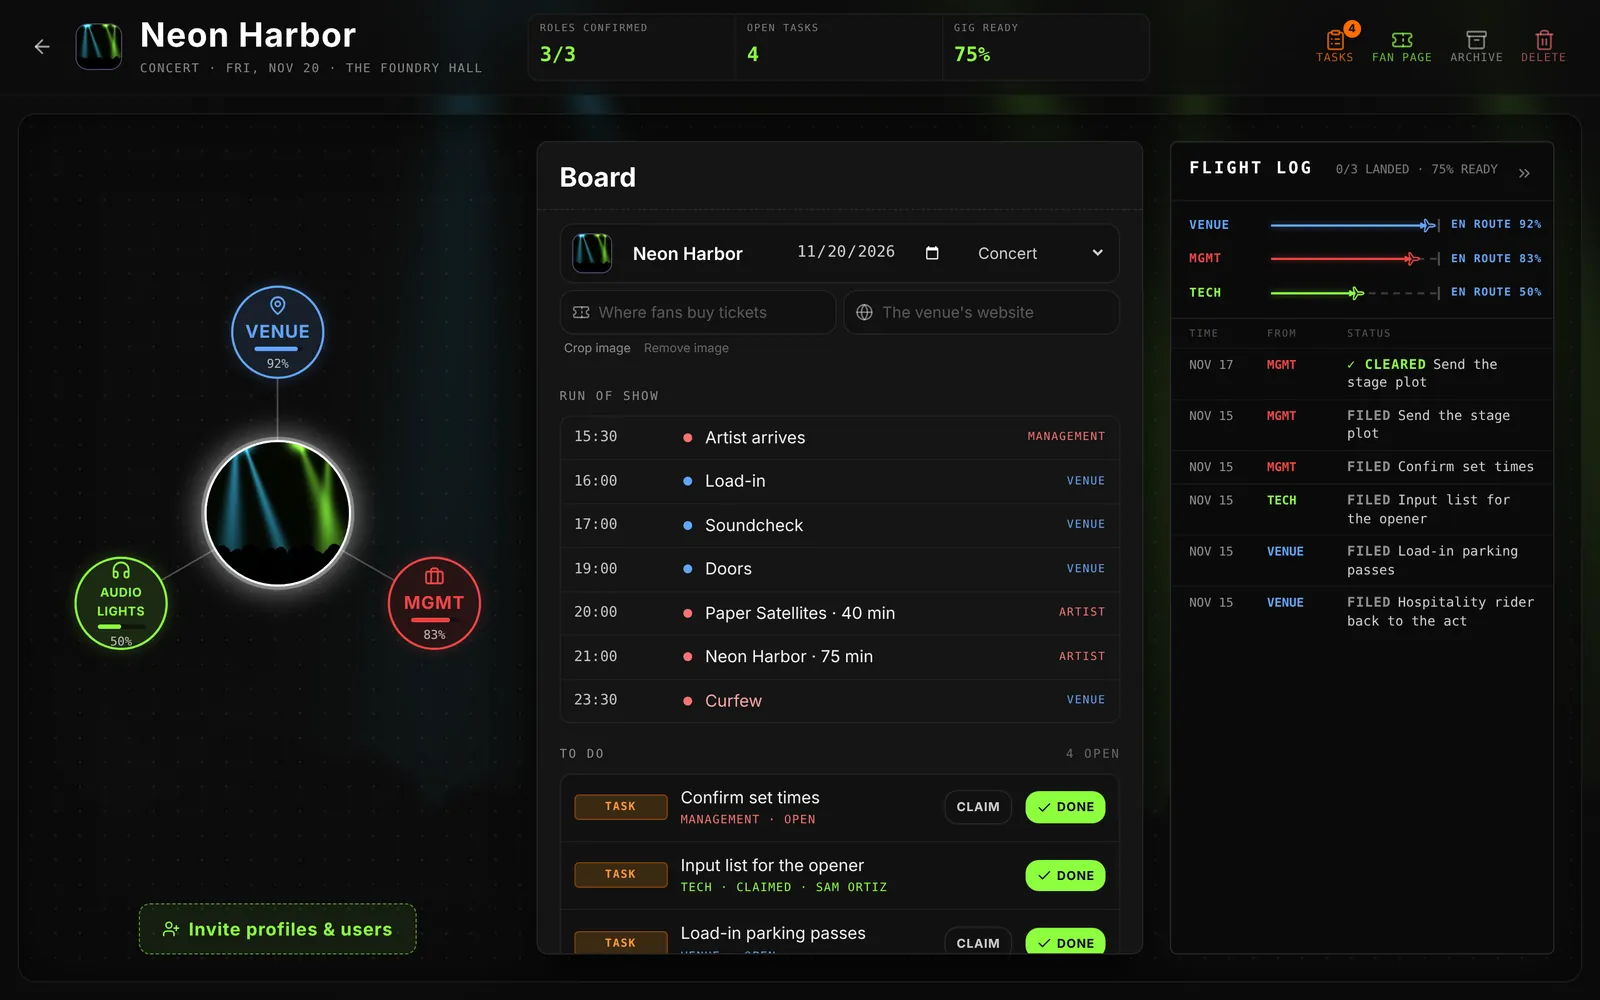 Neon Harbor
CONCERT · FRI, NOV 20 · THE FOUNDRY HALL
ROLES CONFIRMED
3/3
OPEN TASKS
4
GIG READY
75%
4
TASKS
FAN PAGE
ARCHIVE
DELETE
VENUE
92%
AUDIO
LIGHTS
50%
MGMT
83%
Invite profiles & users
Board
Neon Harbor
11/20/2026
Concert
Where fans buy tickets
The venue's website
Crop image
Remove image
RUN OF SHOW
15:30 Artist arrives MANAGEMENT
16:00 Load-in VENUE
17:00 Soundcheck VENUE
19:00 Doors VENUE
20:00 Paper Satellites · 40 min ARTIST
21:00 Neon Harbor · 75 min ARTIST
23:30 Curfew VENUE
TO DO 4 OPEN
TASK Confirm set times CLAIM ✓ DONE
MANAGEMENT · OPEN
TASK Input list for the opener ✓ DONE
TECH · CLAIMED · SAM ORTIZ
TASK Load-in parking passes CLAIM ✓ DONE
FLIGHT LOG 0/3 LANDED · 75% READY
VENUE EN ROUTE 92%
MGMT EN ROUTE 83%
TECH EN ROUTE 50%
TIME FROM STATUS
NOV 17 MGMT ✓ CLEARED Send the
stage plot
NOV 15 MGMT FILED Send the stage
plot
NOV 15 MGMT FILED Confirm set times
NOV 15 TECH FILED Input list for
the opener
NOV 15 VENUE FILED Load-in parking
passes
NOV 15 VENUE FILED Hospitality rider
back to the act